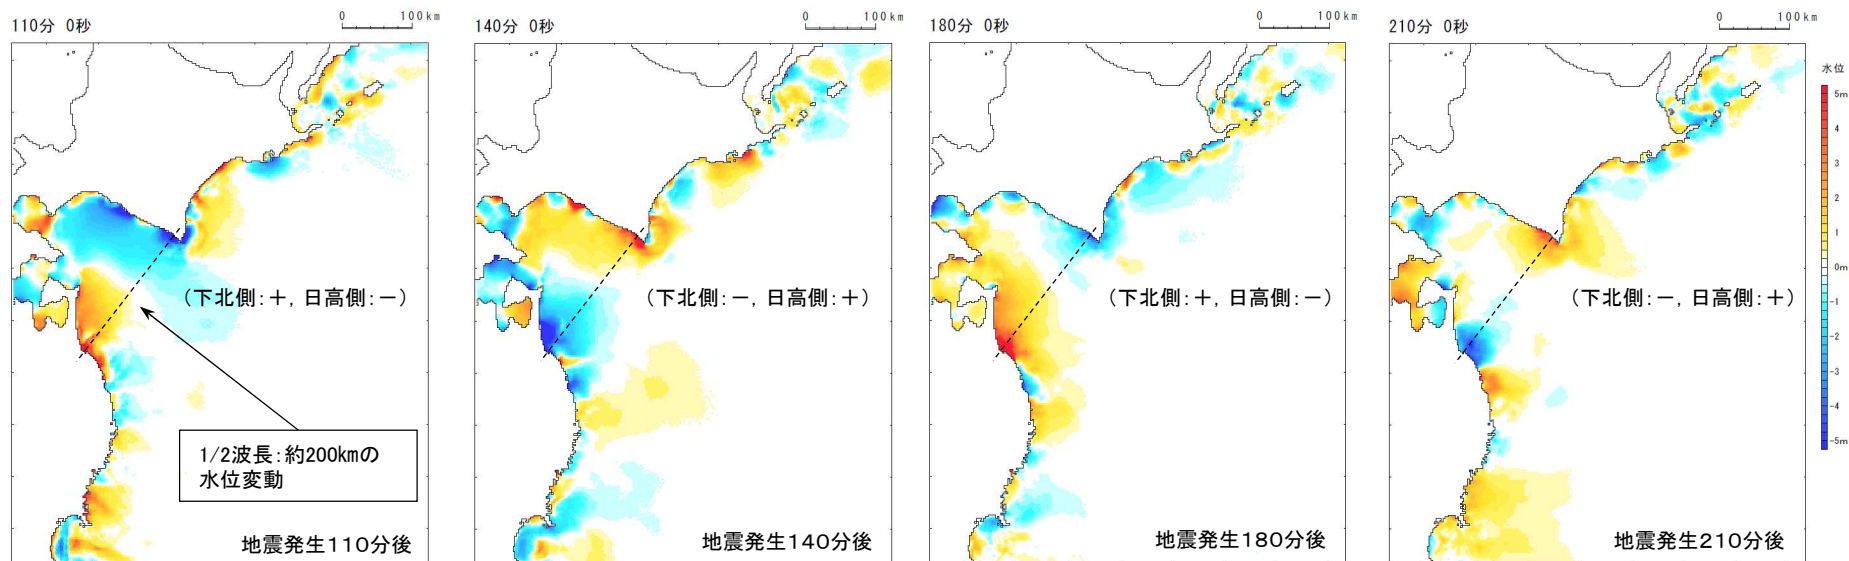 110分 0秒
0 100km
(下北側:＋, 日高側:－)
1/2波長:約200kmの
水位変動
地震発生110分後
140分 0秒
0 100km
(下北側:－, 日高側:＋)
地震発生140分後
180分 0秒
0 100km
(下北側:＋, 日高側:－)
地震発生180分後
210分 0秒
0 100km
(下北側:－, 日高側:＋)
地震発生210分後
水位
5m
4
3
2
1
0m
-1
-2
-3
-4
-5m